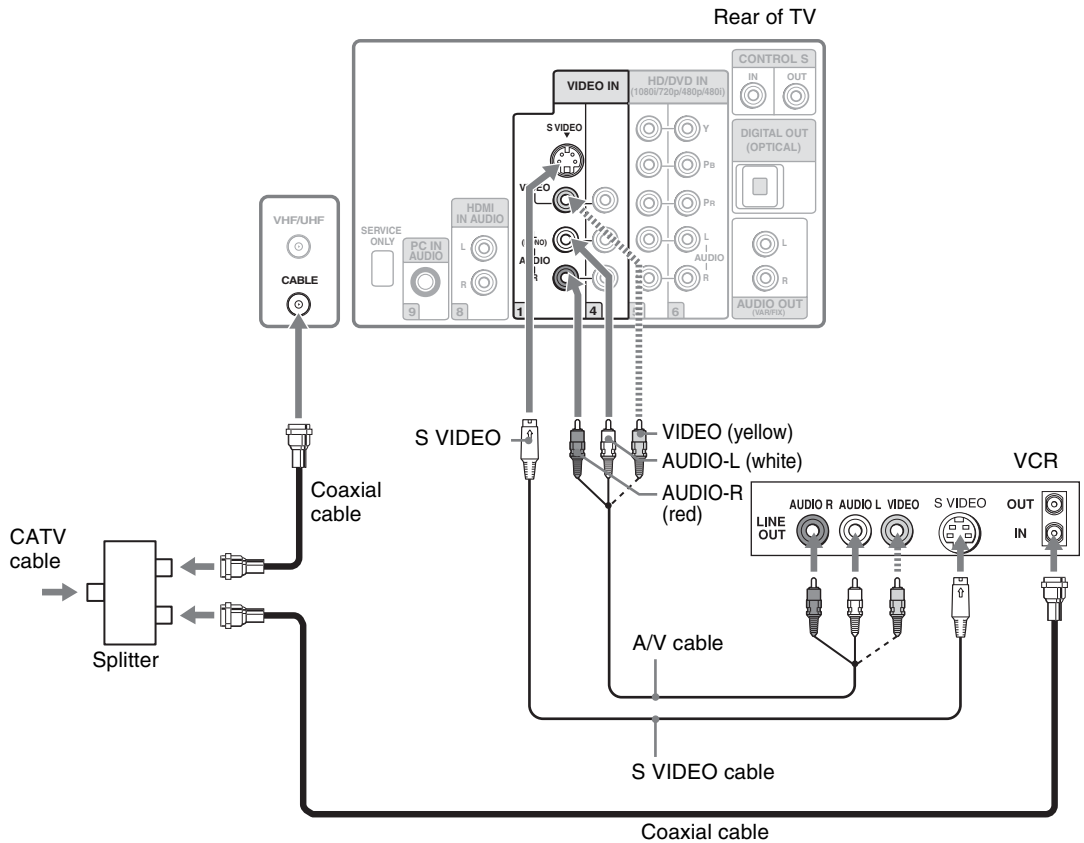 Rear of TV
CONTROL S
IN
OUT
VIDEO IN
HD/DVD IN
(1080i/720p/480p/480i)
S VIDEO
Y
DIGITAL OUT
(OPTICAL)
PB
VIDEO
PR
VHF/UHF
HDMI
IN AUDIO
SERVICE
ONLY
PC IN
AUDIO
L
L
L
(MONO)
AUDIO
AUDIO
CABLE
R
R
R
R
AUDIO OUT
(VAR/FIX)
9
8
1
4
6
S VIDEO
VIDEO (yellow)
AUDIO-L (white)
AUDIO-R
(red)
VCR
Coaxial
cable
AUDIO R
AUDIO L
VIDEO
S VIDEO
OUT
LINE
OUT
IN
CATV
cable
Splitter
A/V cable
S VIDEO cable
Coaxial cable